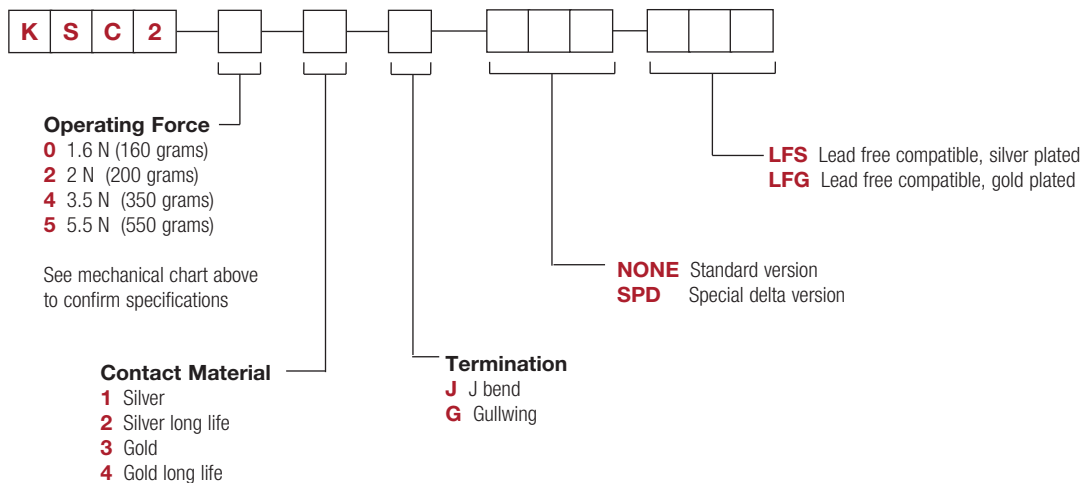 K S C 2
Operating Force
0 1.6 N (160 grams)
2 2 N (200 grams)
4 3.5 N (350 grams)
5 5.5 N (550 grams)
See mechanical chart above
to confirm specifications
LFS Lead free compatible, silver plated
LFG Lead free compatible, gold plated
NONE Standard version
SPD Special delta version
Contact Material
1 Silver
2 Silver long life
3 Gold
4 Gold long life
Termination
J J bend
G Gullwing